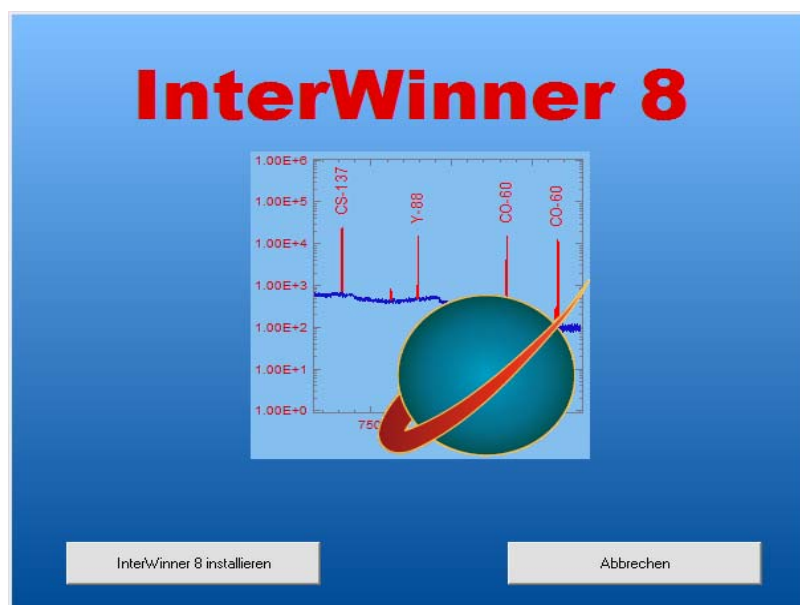 InterWinner 8
1.00E+6
CS-137
Y-88
CO-60
CO-60
1.00E+5
1.00E+4
1.00E+3
1.00E+2
1.00E+1
1.00E+0
750
InterWinner 8 installieren
Abbrechen